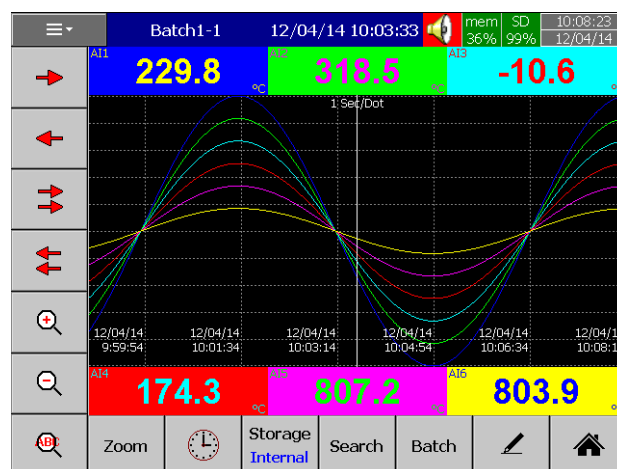 Batch1-1 12/04/14 10:03:33 mem 36% SD 99% 10:08:23 12/04/14
AI1 229.8 °C
AI2 318.5 °C
AI3 -10.6 °
1 Sec/Dot
12/04/14 9:59:54
12/04/14 10:01:34
12/04/14 10:03:14
12/04/14 10:04:54
12/04/14 10:06:34
12/04/1 10:08:1
AI4 174.3 °C
AI5 807.2 °C
AI6 803.9 °
ABC
Zoom
Storage
Internal
Search
Batch